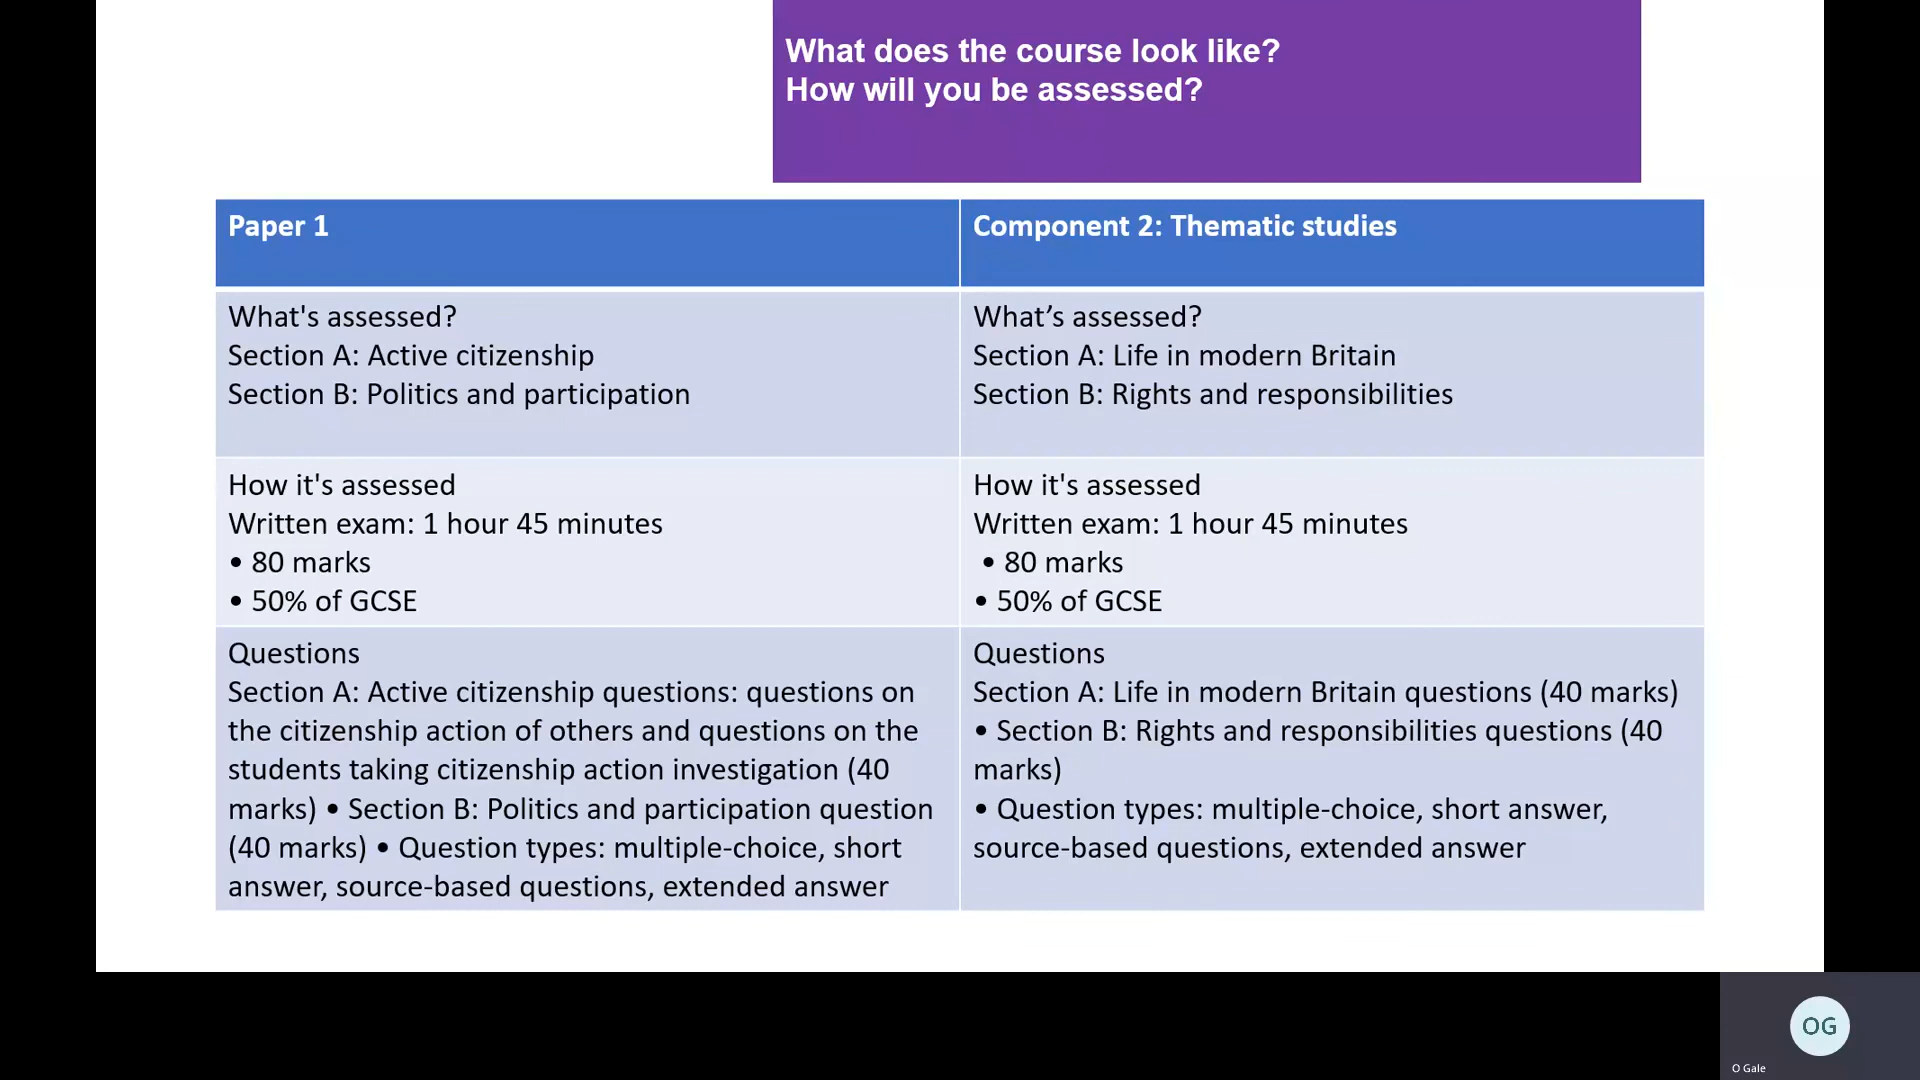 What does the course look like?
How will you be assessed?
Paper 1
Component 2: Thematic studies
What's assessed?
Section A: Active citizenship
Section B: Politics and participation
What’s assessed?
Section A: Life in modern Britain
Section B: Rights and responsibilities
How it's assessed
Written exam: 1 hour 45 minutes
• 80 marks
• 50% of GCSE
How it's assessed
Written exam: 1 hour 45 minutes
• 80 marks
• 50% of GCSE
Questions
Section A: Active citizenship questions: questions on
the citizenship action of others and questions on the
students taking citizenship action investigation (40
marks) • Section B: Politics and participation question
(40 marks) • Question types: multiple-choice, short
answer, source-based questions, extended answer
Questions
Section A: Life in modern Britain questions (40 marks)
• Section B: Rights and responsibilities questions (40
marks)
• Question types: multiple-choice, short answer,
source-based questions, extended answer
OG
O Gale